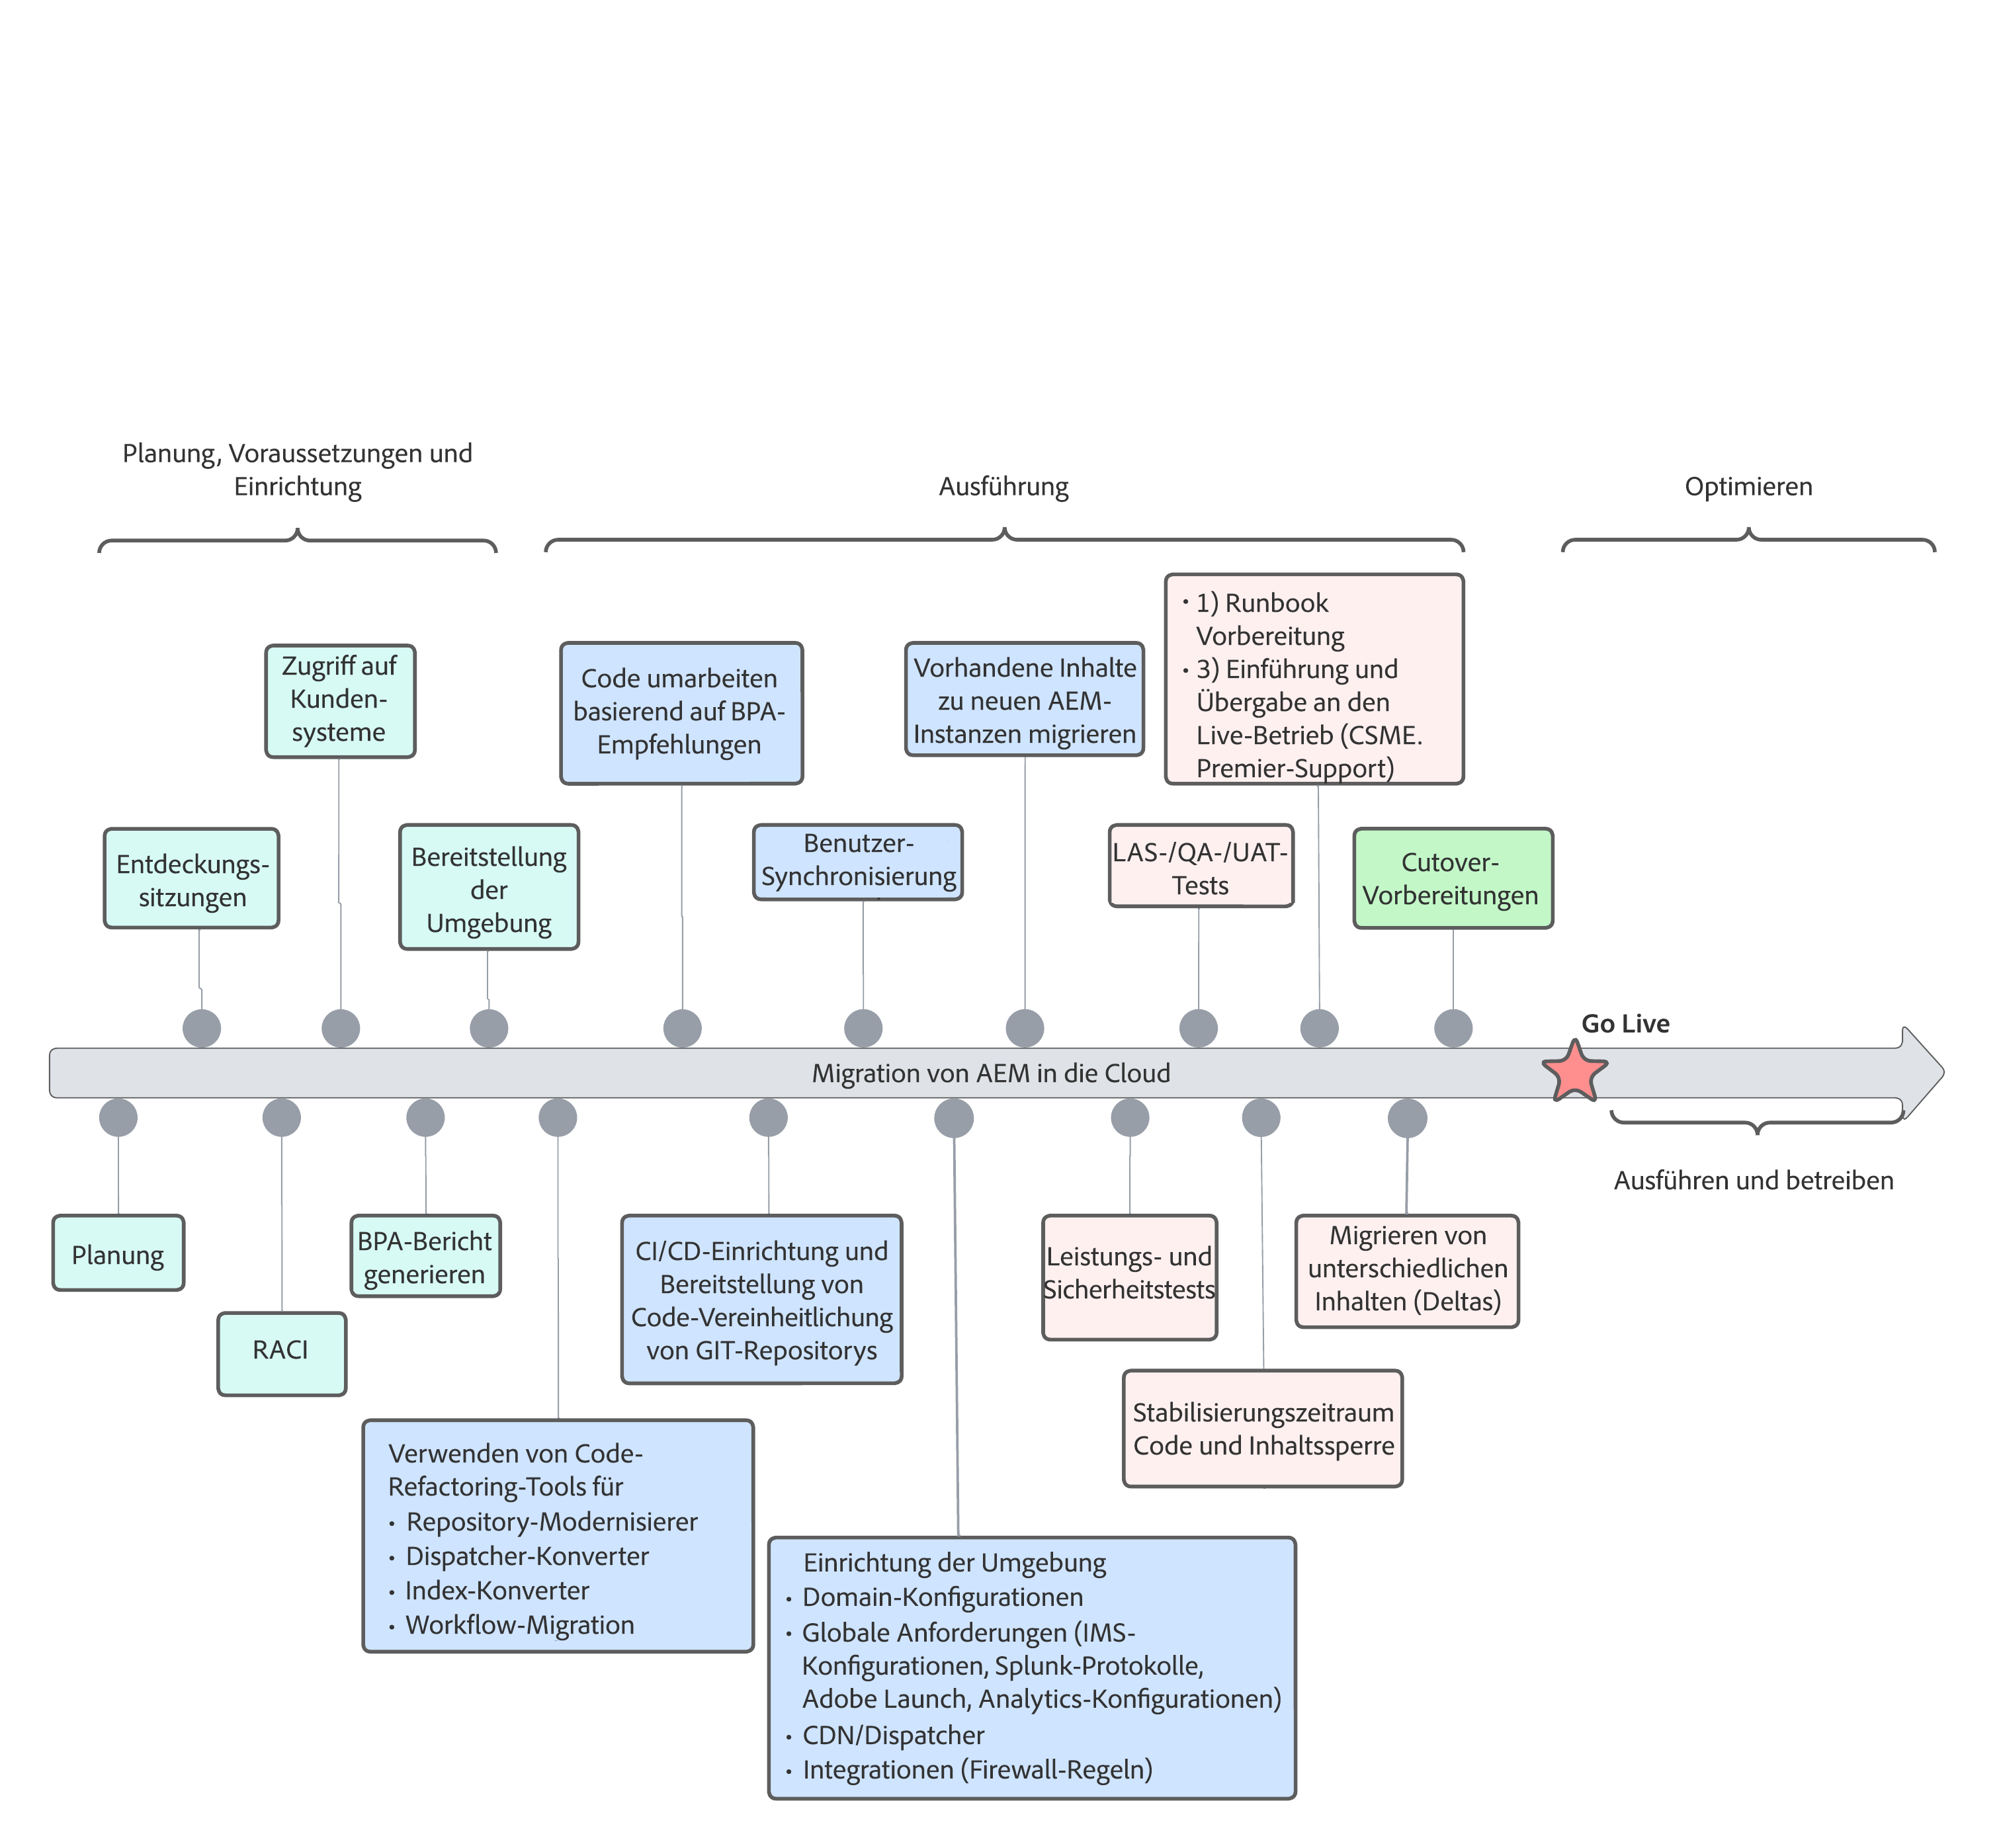 Planung, Voraussetzungen und
Einrichtung
Ausführung
Optimieren
• 1) Runbook
Vorbereitung
• 3) Einführung und
Übergabe an den
Live-Betrieb (CSME.
Premier-Support)
Zugriff auf
Kunden-
systeme
Code umarbeiten
basierend auf BPA-
Empfehlungen
Vorhandene Inhalte
zu neuen AEM-
Instanzen migrieren
Entdeckungs-
sitzungen
Bereitstellung
der
Umgebung
Benutzer-
Synchronisierung
LAS-/QA-/UAT-
Tests
Cutover-
Vorbereitungen
Go Live
Migration von AEM in die Cloud
Ausführen und betreiben
Planung
RACI
BPA-Bericht
generieren
CI/CD-Einrichtung und
Bereitstellung von
Code-Vereinheitlichung
von GIT-Repositorys
Leistungs- und
Sicherheitstests
Migrieren von
unterschiedlichen
Inhalten (Deltas)
Stabilisierungszeitraum
Code und Inhaltssperre
Verwenden von Code-
Refactoring-Tools für
• Repository-Modernisierer
• Dispatcher-Konverter
• Index-Konverter
• Workflow-Migration
Einrichtung der Umgebung
• Domain-Konfigurationen
• Globale Anforderungen (IMS-
Konfigurationen, Splunk-Protokolle,
Adobe Launch, Analytics-Konfigurationen)
• CDN/Dispatcher
• Integrationen (Firewall-Regeln)